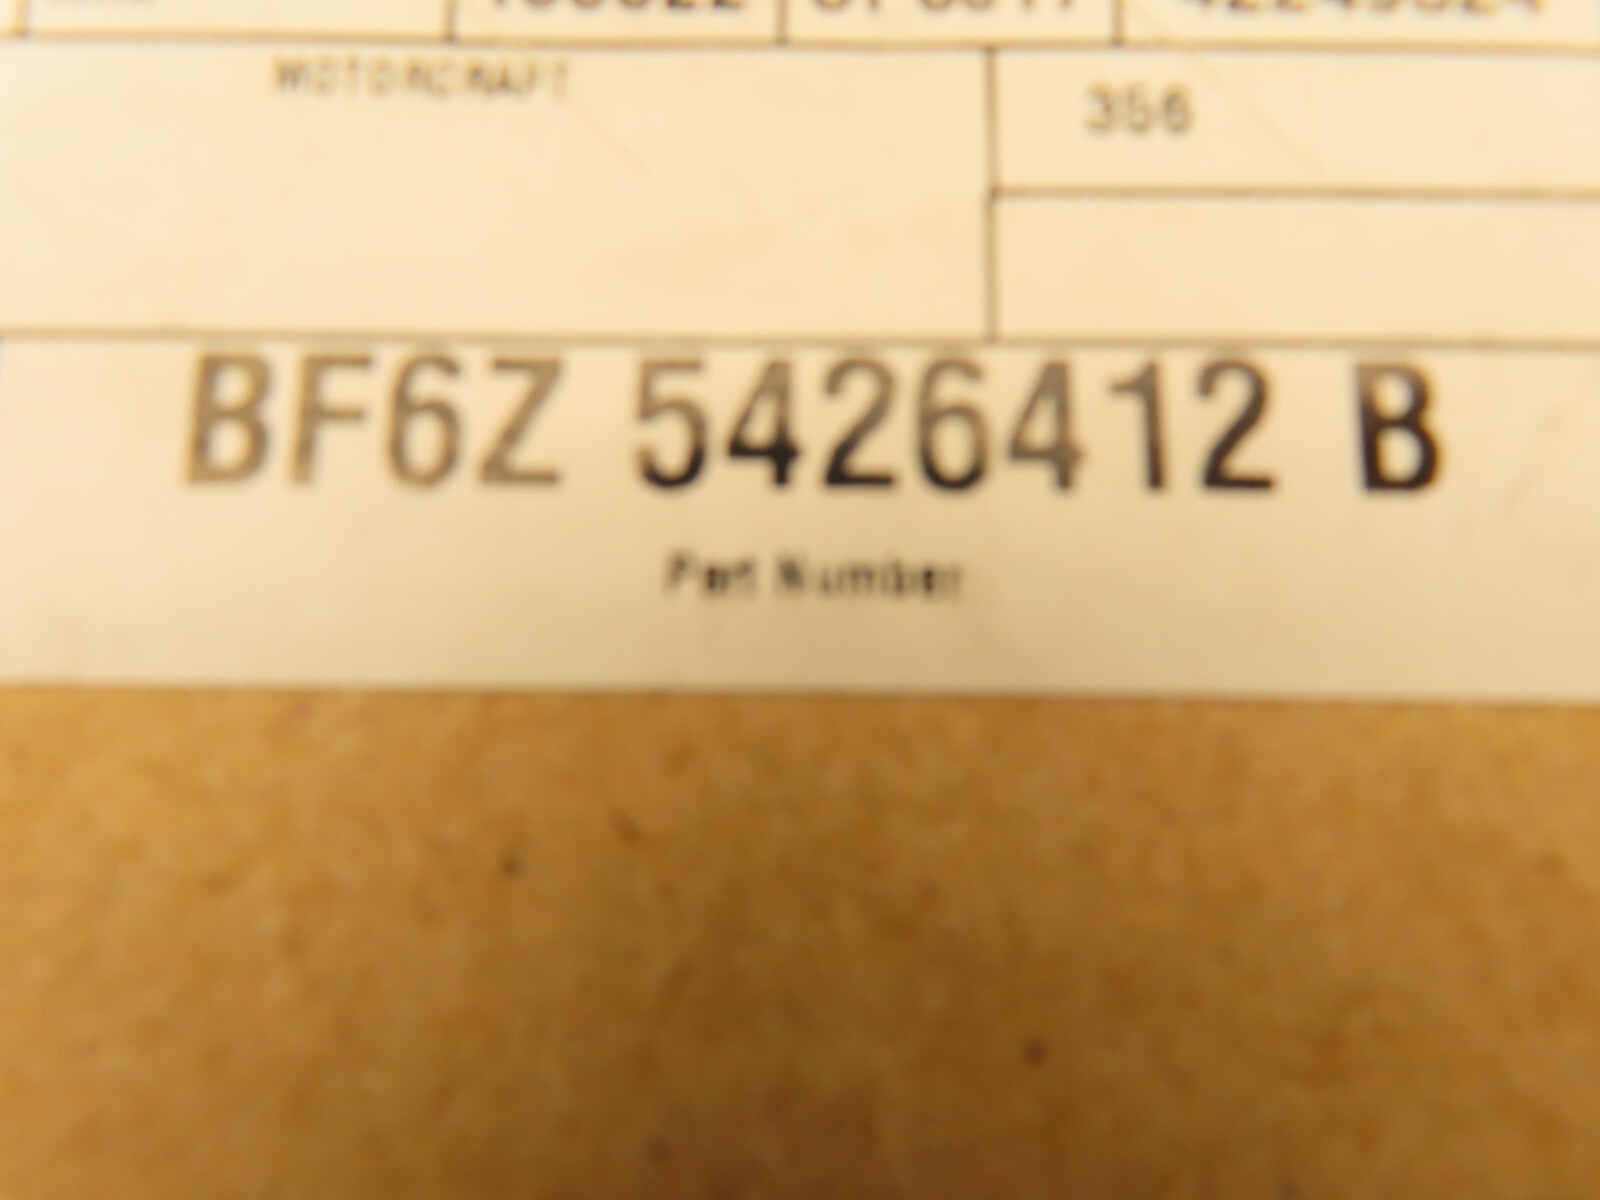 MOTORCRAFT
356
BF6Z 5426412 B
Part Number